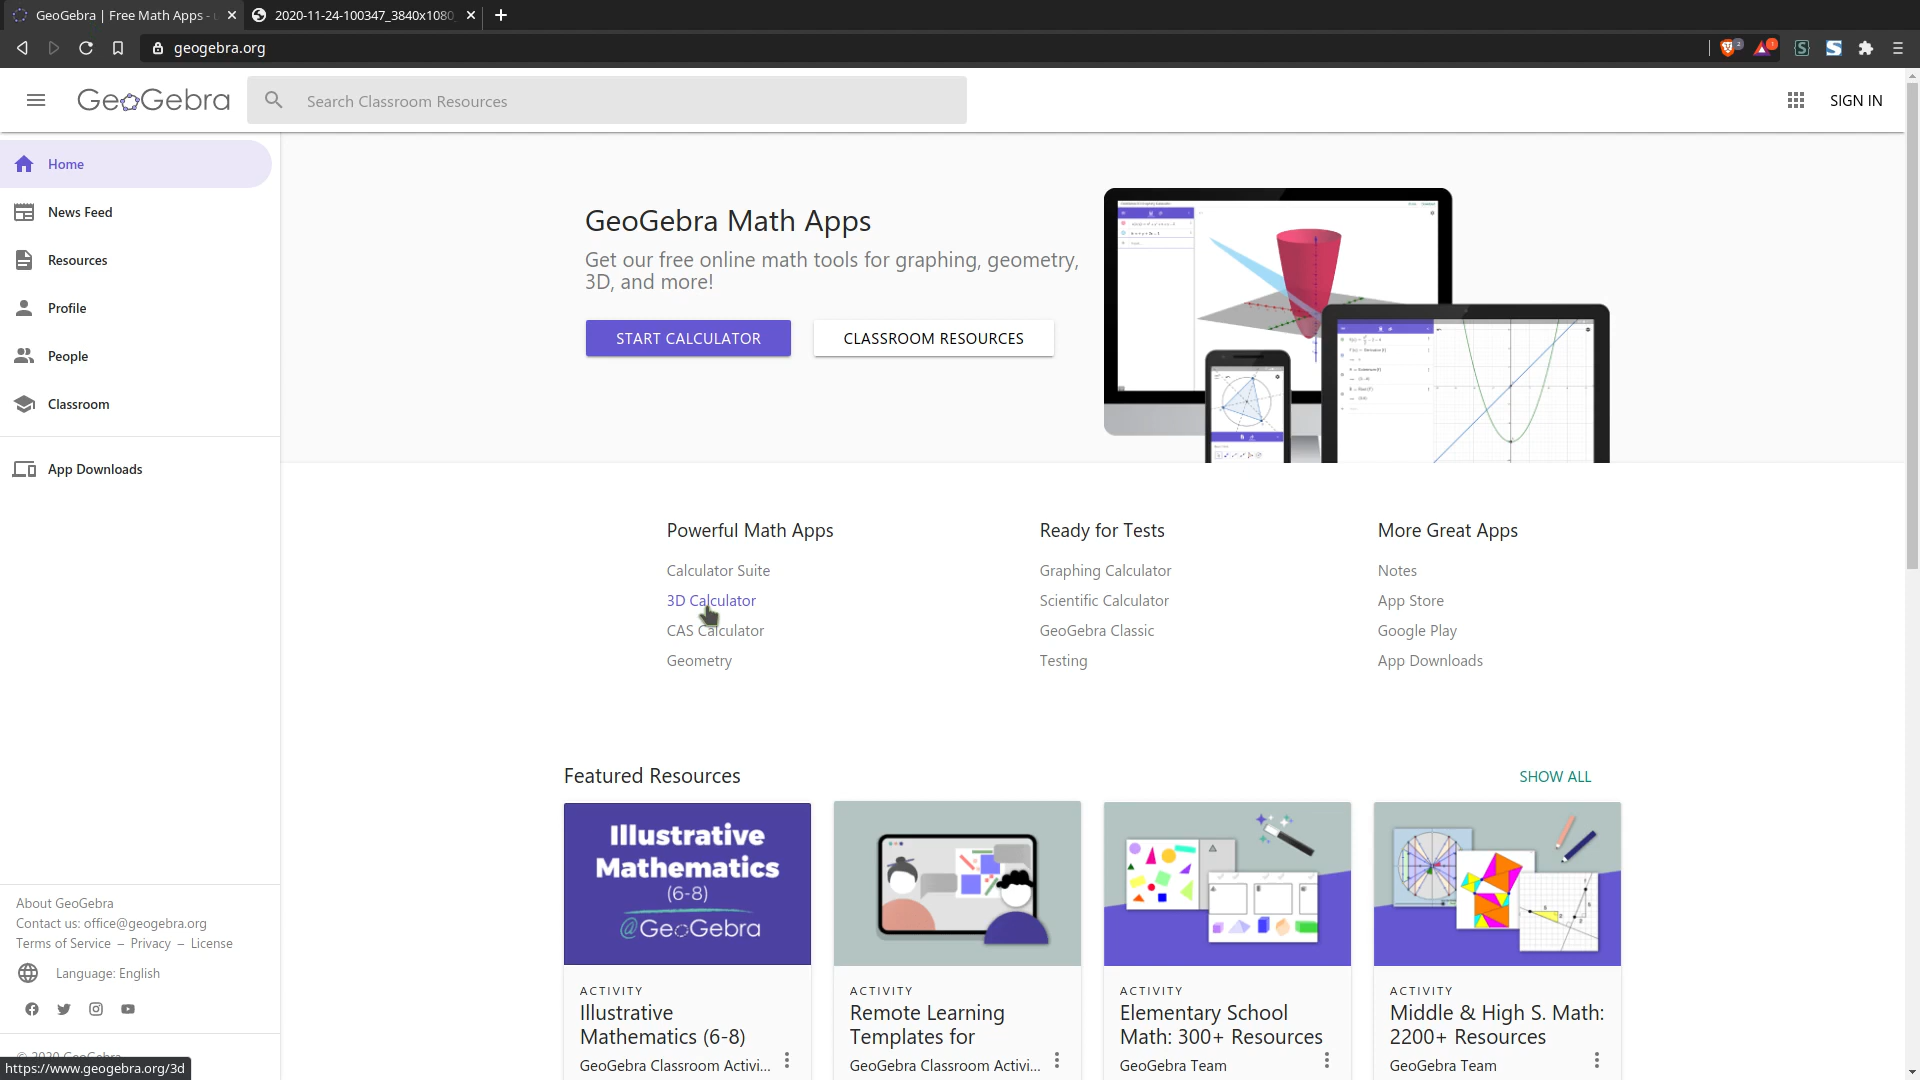 GeoGebra | Free Math Apps -
2020-11-24-100347_3840x1080
geogebra.org
GeoGebra
Search Classroom Resources
SIGN IN
Home
News Feed
Resources
Profile
People
Classroom
App Downloads
GeoGebra Math Apps
Get our free online math tools for graphing, geometry,
3D, and more!
START CALCULATOR
CLASSROOM RESOURCES
Powerful Math Apps
Calculator Suite
3D Calculator
CAS Calculator
Geometry
Ready for Tests
Graphing Calculator
Scientific Calculator
GeoGebra Classic
Testing
More Great Apps
Notes
App Store
Google Play
App Downloads
Featured Resources
SHOW ALL
Illustrative
Mathematics
(6-8)
@GeoGebra
ACTIVITY
Illustrative
Mathematics (6-8)
GeoGebra Classroom Activi...
ACTIVITY
Remote Learning
Templates for
GeoGebra Classroom Activi...
ACTIVITY
Elementary School
Math: 300+ Resources
GeoGebra Team
ACTIVITY
Middle & High S. Math:
2200+ Resources
GeoGebra Team
About GeoGebra
Contact us: office@geogebra.org
Terms of Service – Privacy – License
Language: English
© 2020 GeoGebra
https://www.geogebra.org/3d